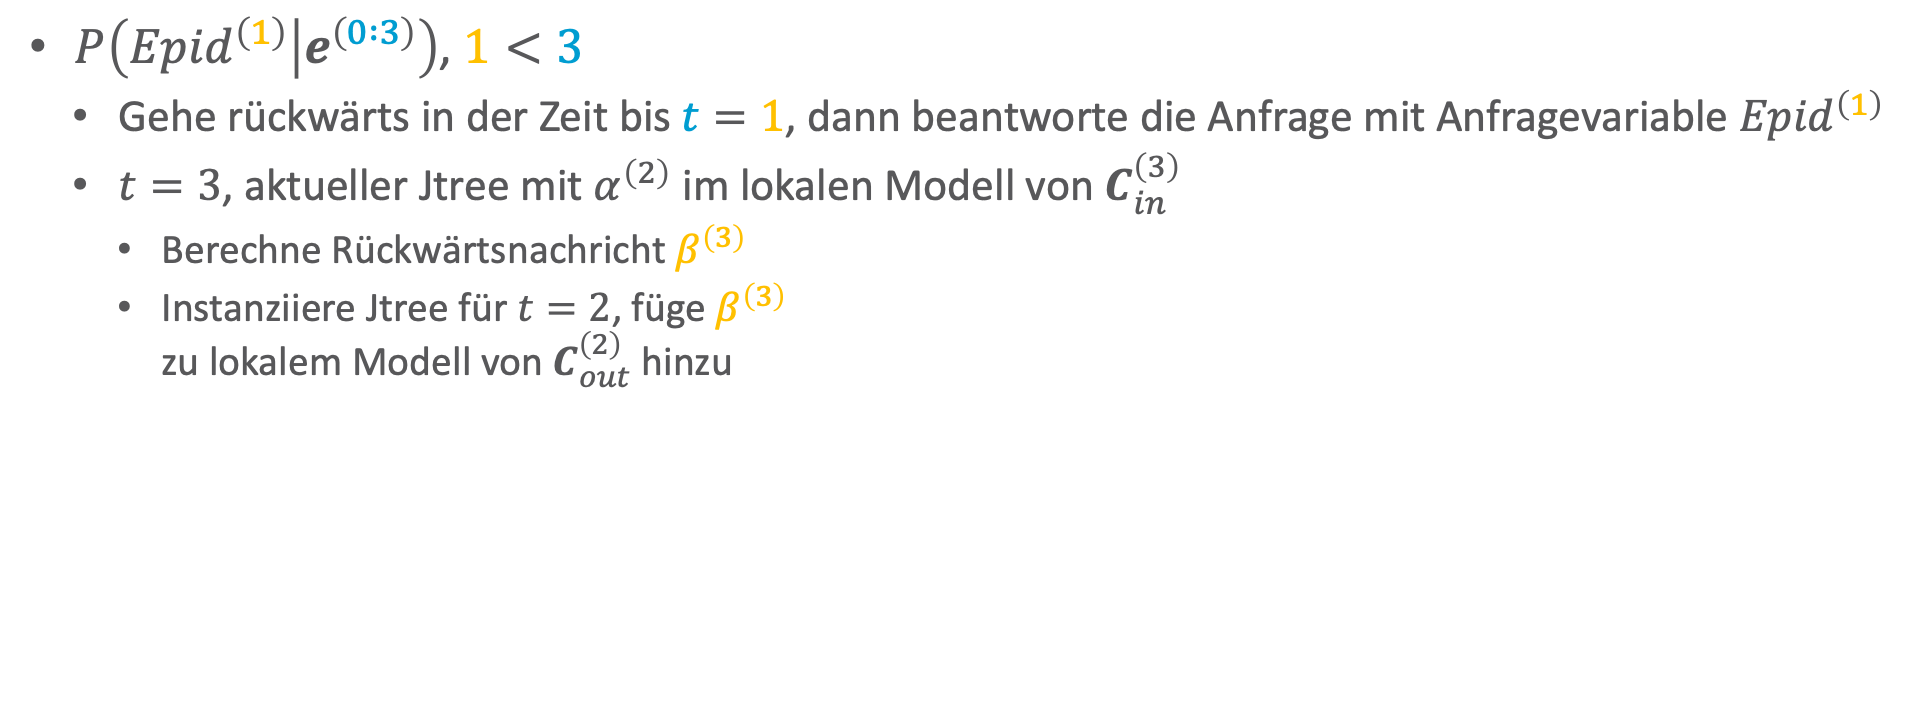 • P(Epid⁽¹⁾|e⁽⁰:³⁾), 1 < 3
• Gehe rückwärts in der Zeit bis t = 1, dann beantworte die Anfrage mit Anfragevariable Epid⁽¹⁾
• t = 3, aktueller Jtree mit α⁽²⁾ im lokalen Modell von C_in⁽³⁾
• Berechne Rückwärtsnachricht β⁽³⁾
• Instanziiere Jtree für t = 2, füge β⁽³⁾
zu lokalem Modell von C_out⁽²⁾ hinzu